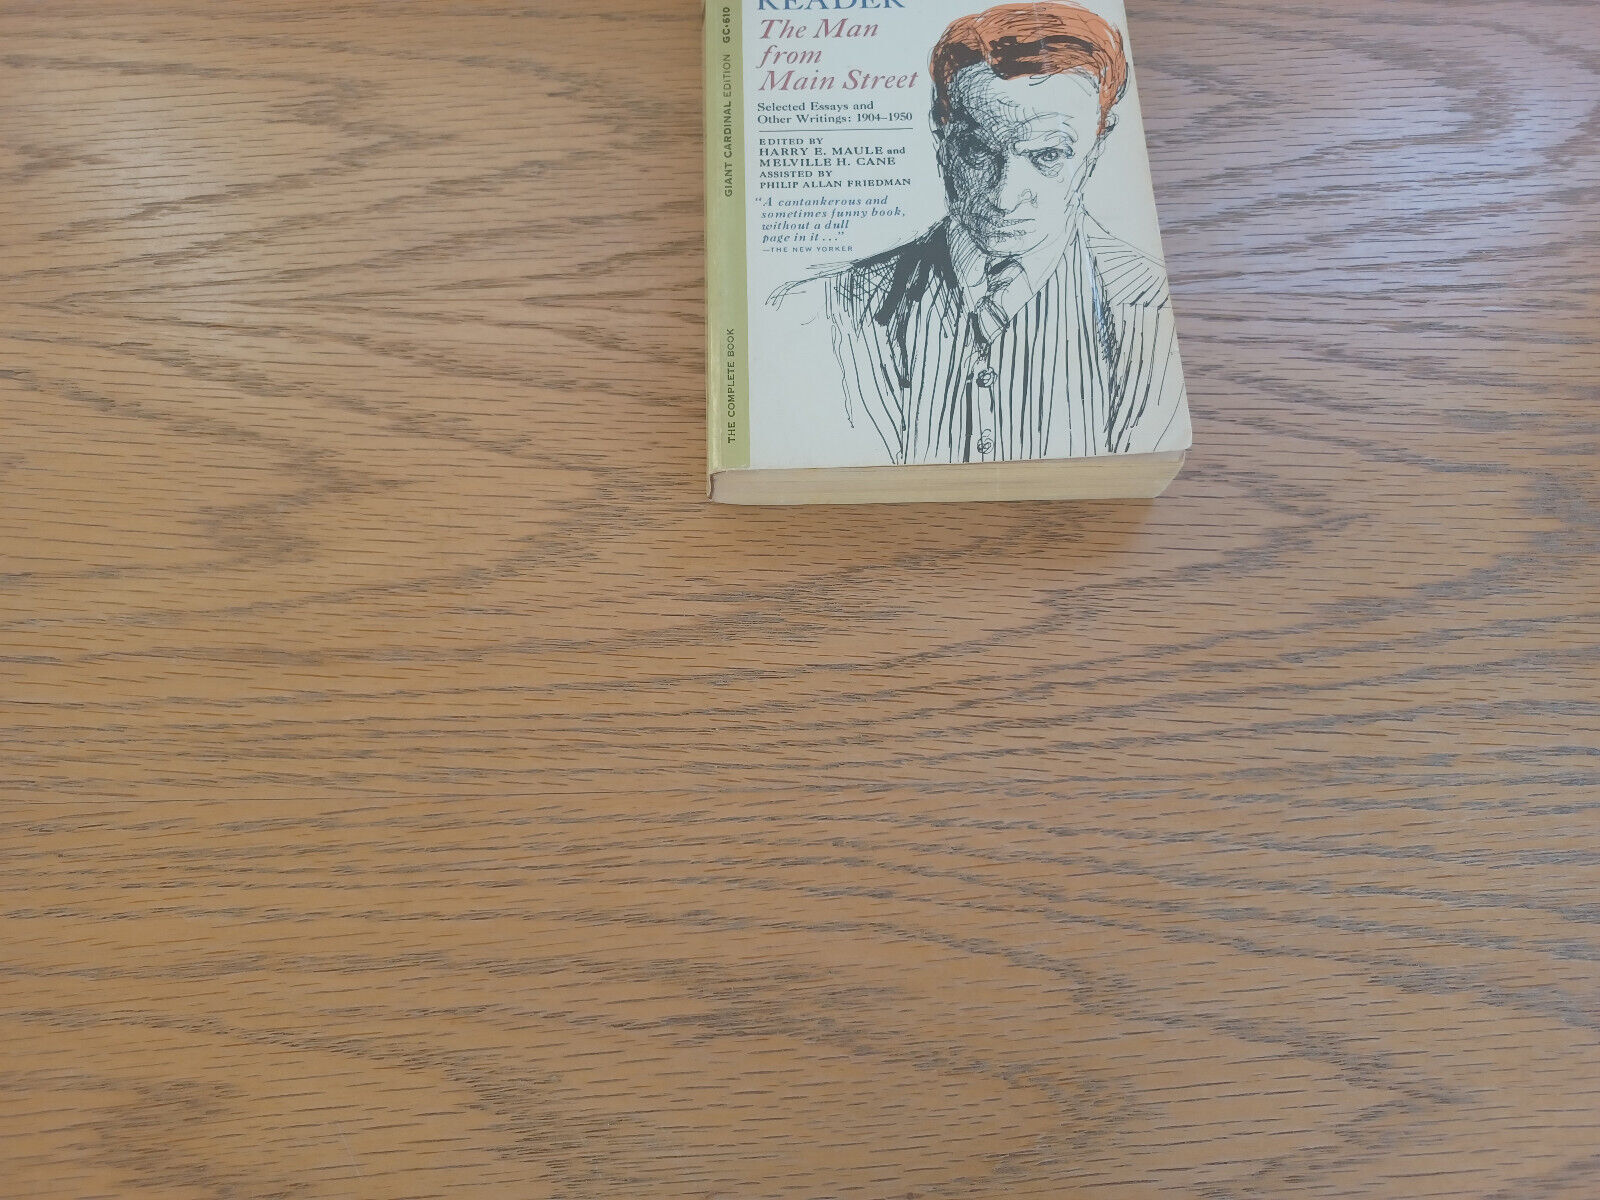 READER
The Man
from
Main Street
Selected Essays and
Other Writings: 1904–1950
EDITED BY
HARRY E. MAULE and
MELVILLE H. CANE
ASSISTED BY
PHILIP ALLAN FRIEDMAN
“A cantankerous and
sometimes funny book,
without a dull
page in it ...”
—THE NEW YORKER
THE COMPLETE BOOK GIANT CARDINAL EDITION GC·610